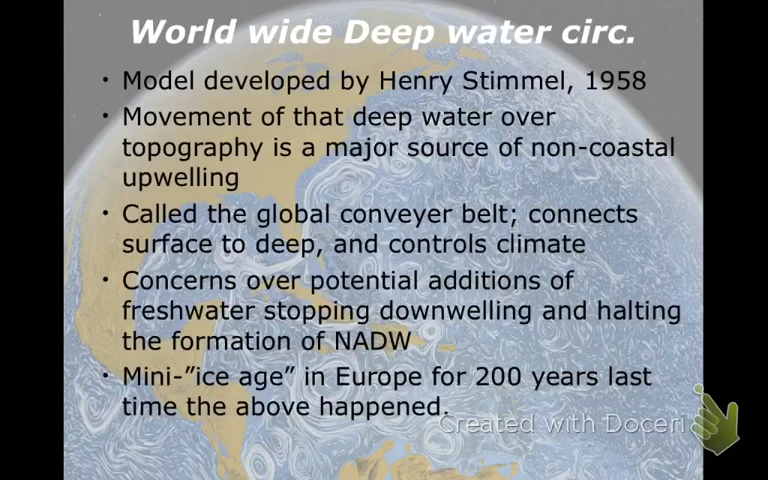 World wide Deep water circ.
• Model developed by Henry Stimmel, 1958
• Movement of that deep water over
topography is a major source of non-coastal
upwelling
• Called the global conveyer belt; connects
surface to deep, and controls climate
• Concerns over potential additions of
freshwater stopping downwelling and halting
the formation of NADW
• Mini-”ice age” in Europe for 200 years last
time the above happened.
Created with Doceri